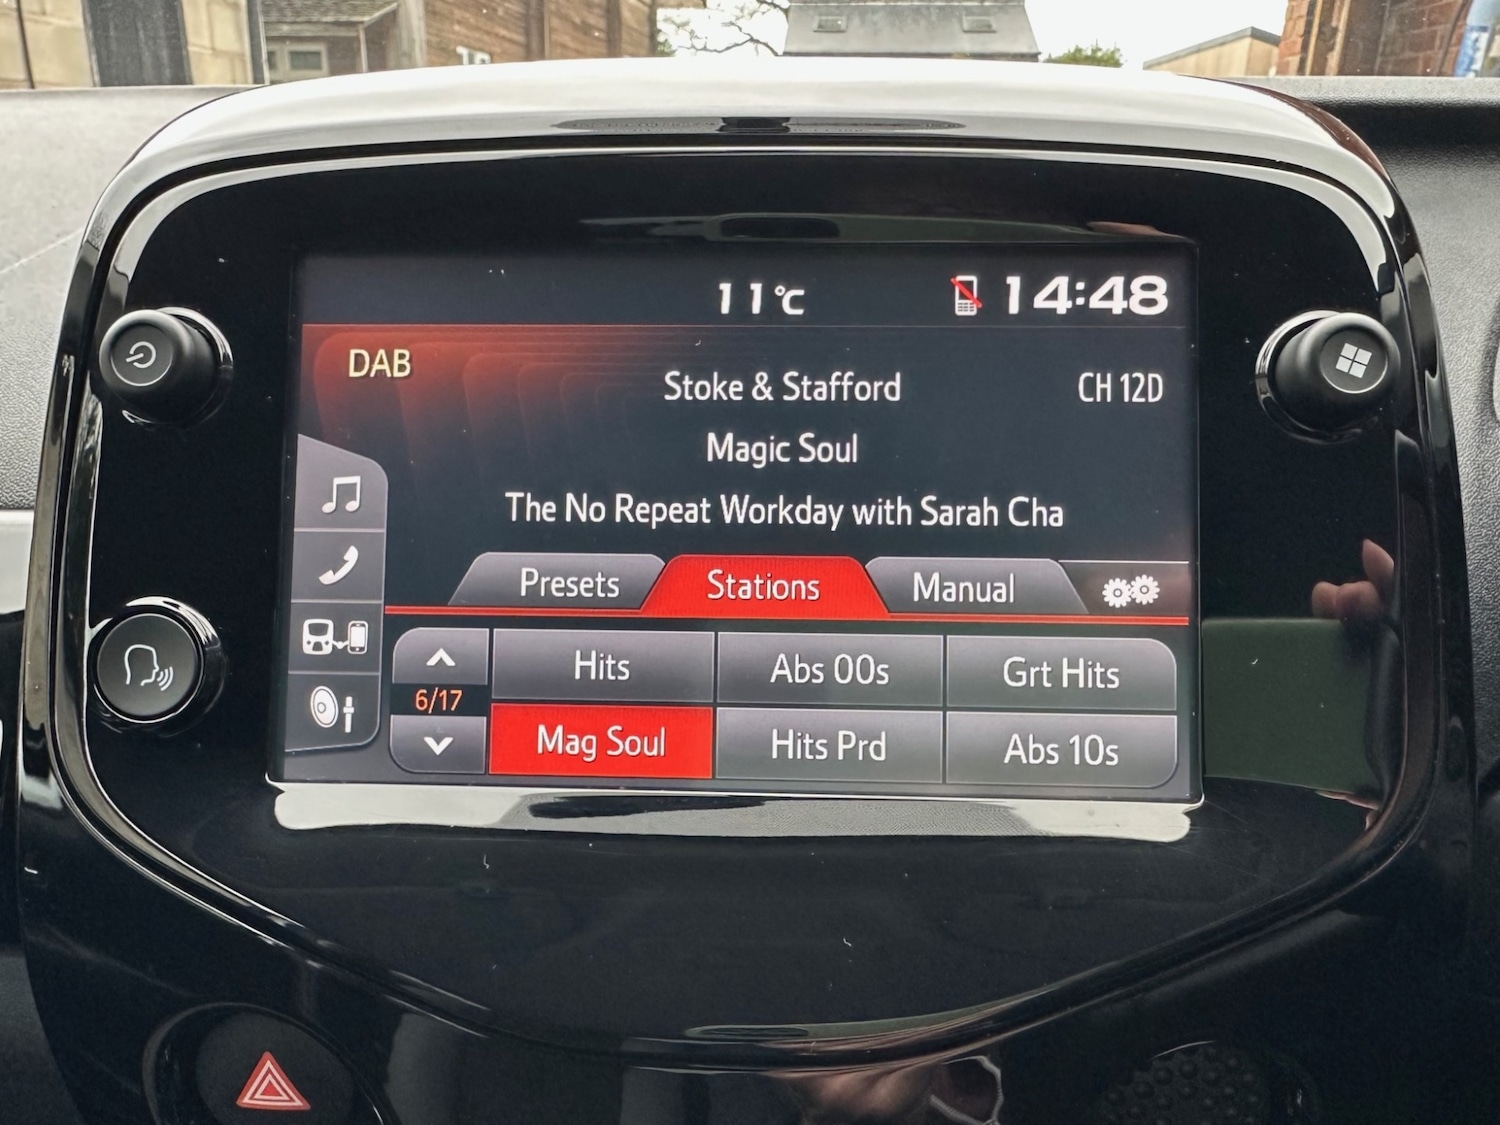 11°C 14:48
DAB
Stoke & Stafford CH 12D
Magic Soul
The No Repeat Workday with Sarah Cha
Presets Stations Manual
Hits Abs 00s Grt Hits
6/17
Mag Soul Hits Prd Abs 10s